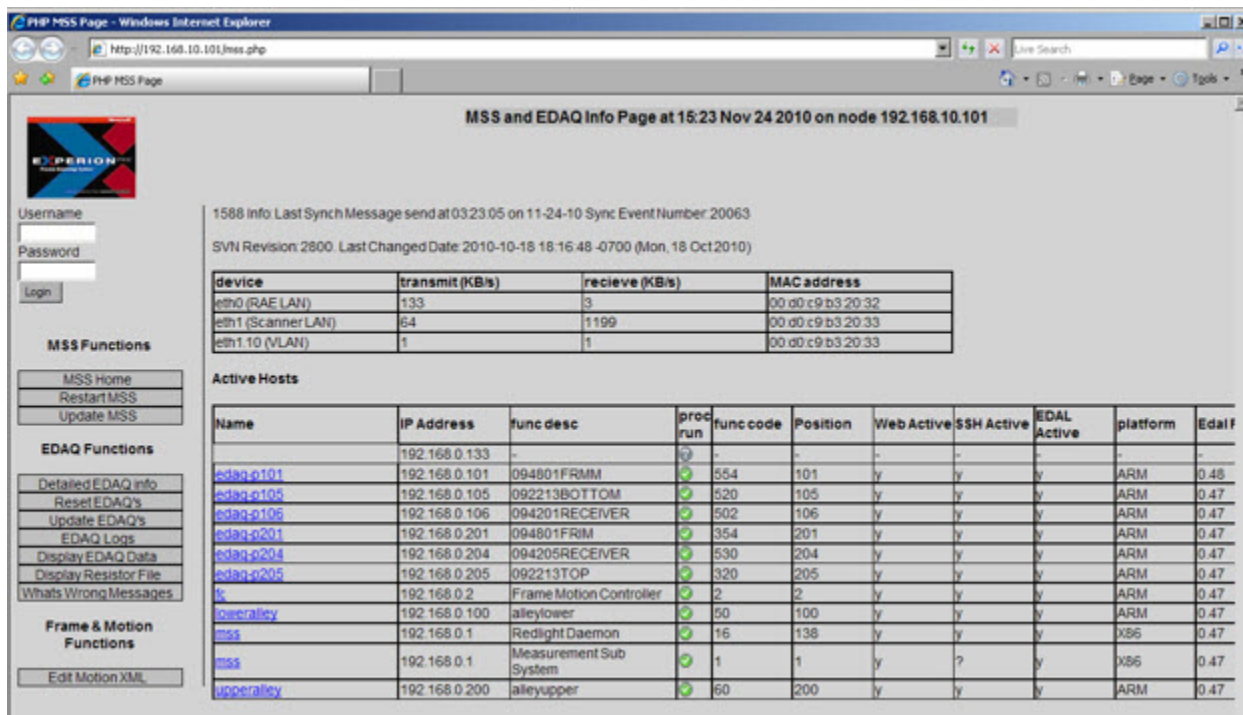 PHP MSS Page - Windows Internet Explorer
http://192.168.10.101/mss.php
Live Search
PHP MSS Page
Page Tools
MSS and EDAQ Info Page at 15:23 Nov 24 2010 on node 192.168.10.101
EXPERION
Username
Password
Login
1588 Info: Last Synch Message send at 03:23:05 on 11-24-10 Sync Event Number: 20063
SVN Revision: 2800. Last Changed Date: 2010-10-18 18:16:48 -0700 (Mon, 18 Oct 2010)
device transmit (KB/s) recieve (KB/s) MAC address
eth0 (RAE LAN) 133 3 00:d0:c9:b3:20:32
eth1 (Scanner LAN) 64 1199 00:d0:c9:b3:20:33
eth1.10 (VLAN) 1 1 00:d0:c9:b3:20:33
MSS Functions
MSS Home
Restart MSS
Update MSS
EDAQ Functions
Detailed EDAQ info
Reset EDAQ's
Update EDAQ's
EDAQ Logs
Display EDAQ Data
Display Resistor File
Whats Wrong Messages
Frame & Motion
Functions
Edit Motion XML
Active Hosts
Name IP Address func desc proc run func code Position Web Active SSH Active EDAL Active platform Edal
192.168.0.133 - - - - - - - -
edaq-p101 192.168.0.101 094801FRMM 554 101 y y y ARM 0.48
edaq-p105 192.168.0.105 092213BOTTOM 520 105 y y y ARM 0.47
edaq-p106 192.168.0.106 094201RECEIVER 502 106 y y y ARM 0.47
edaq-p201 192.168.0.201 094801FRIM 354 201 y y y ARM 0.47
edaq-p204 192.168.0.204 094205RECEIVER 530 204 y y y ARM 0.47
edaq-p205 192.168.0.205 092213TOP 320 205 y y y ARM 0.47
fc 192.168.0.2 Frame Motion Controller 2 2 y y y ARM 0.47
loweralley 192.168.0.100 alleylower 50 100 y y y ARM 0.47
mss 192.168.0.1 Redlight Daemon 16 138 y y y X86 0.47
mss 192.168.0.1 Measurement Sub System 1 1 y ? y X86 0.47
upperalley 192.168.0.200 alleyupper 60 200 y y y ARM 0.47